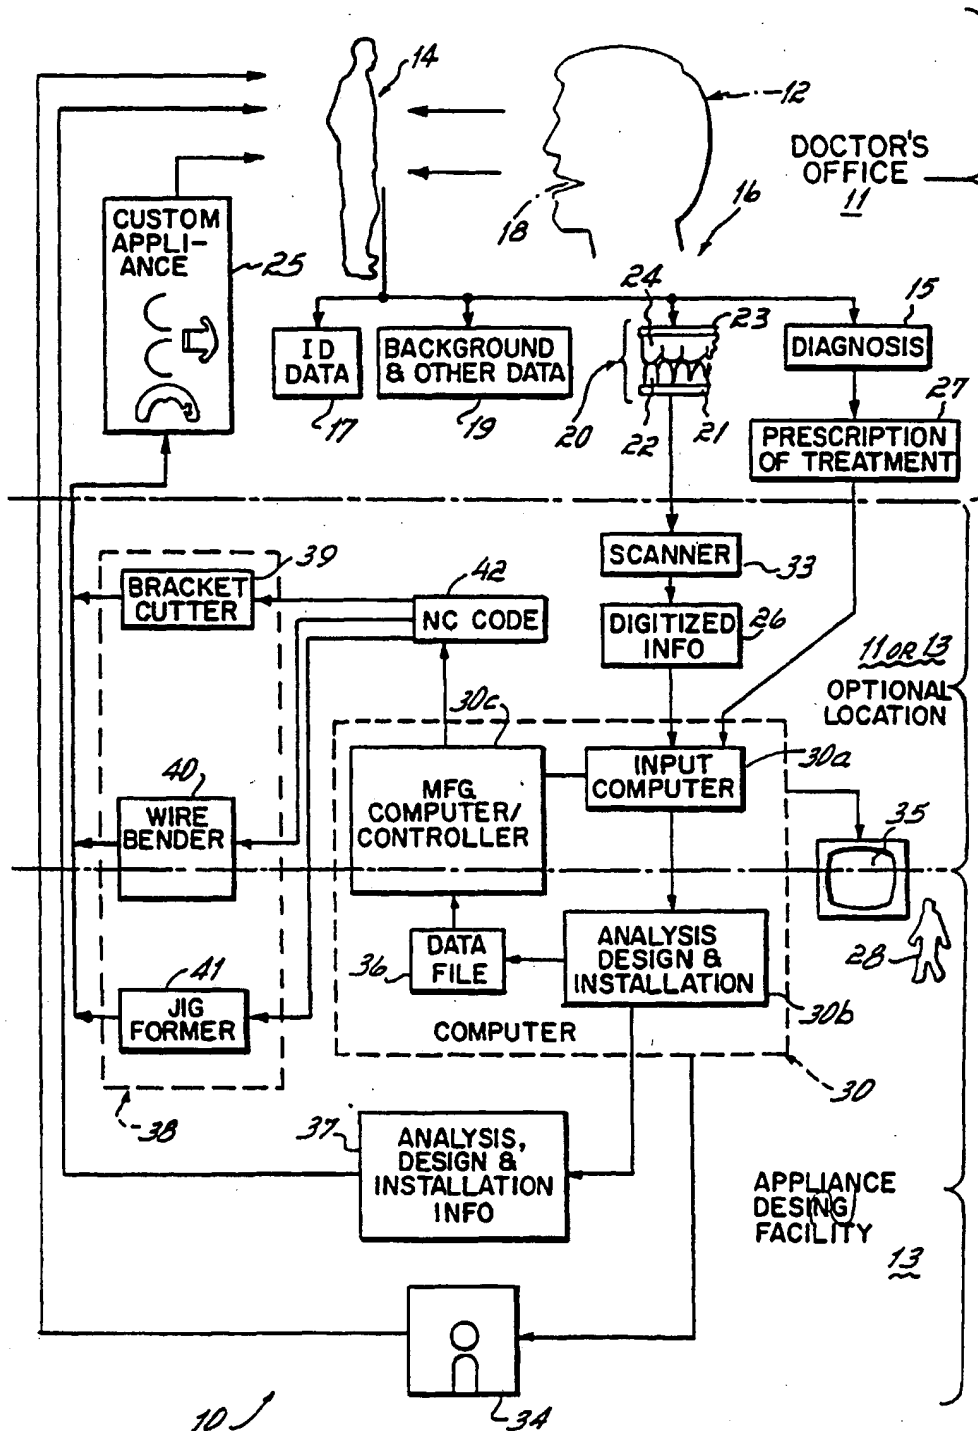 14
12
DOCTOR'S
OFFICE
11
18
16
CUSTOM
APPLI-
ANCE
25
24
23
15
ID
DATA
BACKGROUND
& OTHER DATA
DIAGNOSIS
17
19
20
22
21
27
PRESCRIPTION
OF TREATMENT
39
SCANNER
33
BRACKET
CUTTER
42
NC CODE
DIGITIZED
INFO
26
11 OR 13
OPTIONAL
LOCATION
30c
40
WIRE
BENDER
MFG
COMPUTER/
CONTROLLER
INPUT
COMPUTER
30a
35
DATA
FILE
36
ANALYSIS
DESIGN &
INSTALLATION
28
41
JIG
FORMER
30b
COMPUTER
30
38
37
ANALYSIS,
DESIGN &
INSTALLATION
INFO
APPLIANCE
DESING
FACILITY
13
10
34